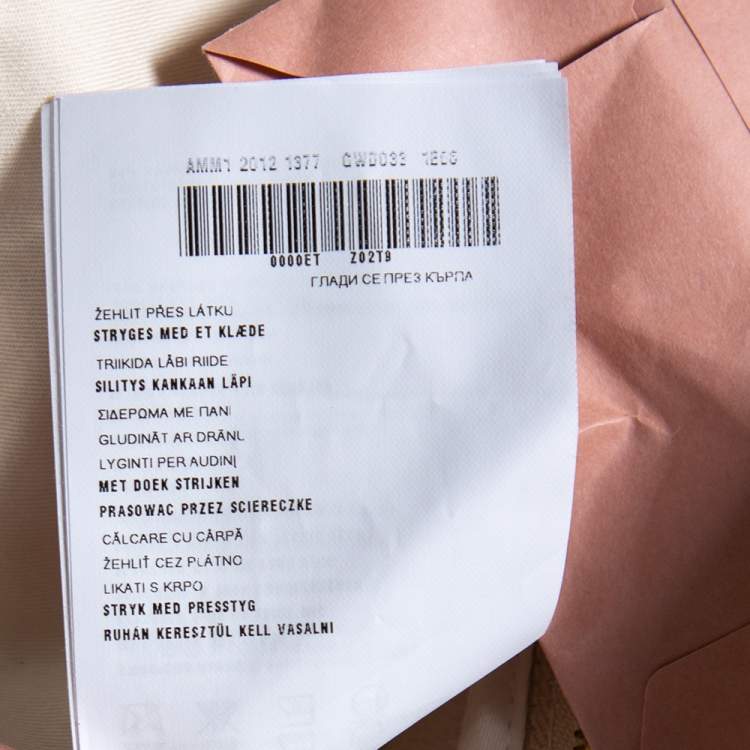 AMM1 2012 1377 GWD033 1208
0000ET Z02T9
ГЛАДИ СЕ ПРЕЗ КЪРПА
ŽEHLIT PŘES LÁTKU
STRYGES MED ET KLÆDE
TRIIKIDA LÄBI RIIDE
SILITYS KANKAAN LÄPI
ΣΙΔΕΡΩΜΑ ΜΕ ΠΑΝΙ
GLUDINĀT AR DRĀNU
LYGINTI PER AUDINĮ
MET DOEK STRIJKEN
PRASOWAC PRZEZ SCIERECZKE
CĂLCARE CU CÂRPĂ
ŽEHLIŤ CEZ PLÁTNO
LIKATI S KRPO
STRYK MED PRESSTYG
RUHÁN KERESZTÜL KELL VASALNI